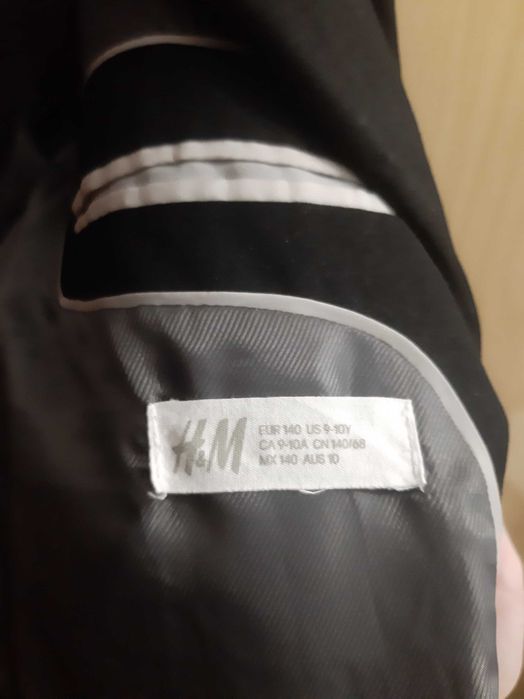 H&M
EUR 140 US 9-10Y
CA 9-10A CN 140/68
MX 140 AUS 10